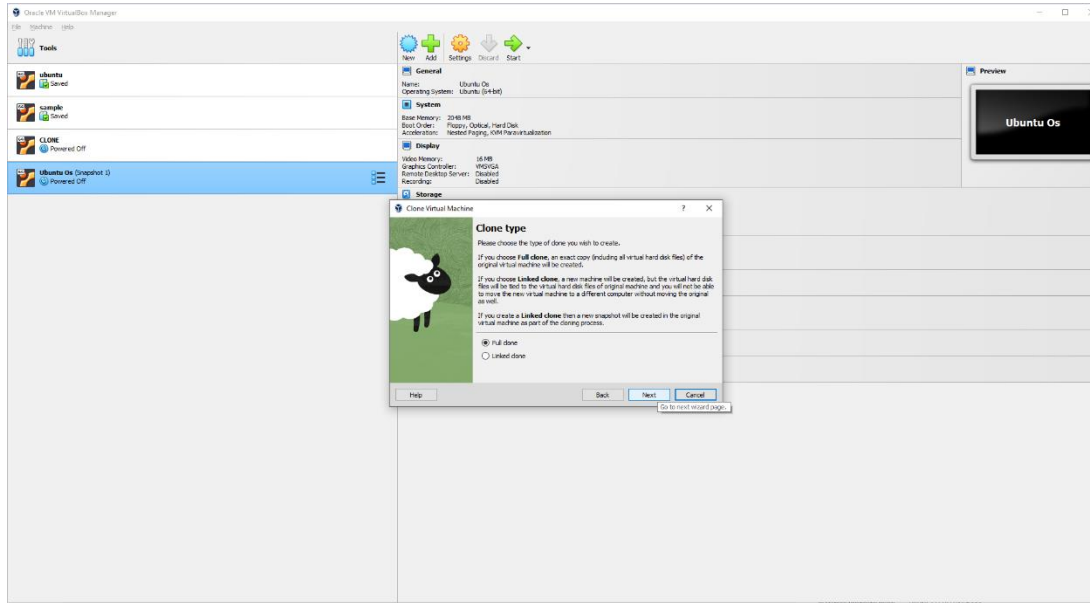 Oracle VM VirtualBox Manager
File Machine Help
Tools
ubuntu
Saved
sample
Saved
CLONE
Powered Off
Ubuntu Os (Snapshot 1)
Powered Off
New Add Settings Discard Start
General
Name: Ubuntu Os
Operating System: Ubuntu (64-bit)
System
Base Memory: 2048 MB
Boot Order: Floppy, Optical, Hard Disk
Acceleration: Nested Paging, KVM Paravirtualization
Display
Video Memory: 16 MB
Graphics Controller: VMSVGA
Remote Desktop Server: Disabled
Recording: Disabled
Storage
Preview
Ubuntu Os
Clone Virtual Machine
Clone type
Please choose the type of clone you wish to create.
If you choose Full clone, an exact copy (including all virtual hard disk files) of the
original virtual machine will be created.
If you choose Linked clone, a new machine will be created, but the virtual hard disk
files will be tied to the virtual hard disk files of original machine and you will not be able
to move the new virtual machine to a different computer without moving the original
as well.
If you create a Linked clone then a new snapshot will be created in the original
virtual machine as part of the cloning process.
Full clone
Linked clone
Help Back Next Cancel
Go to next wizard page.